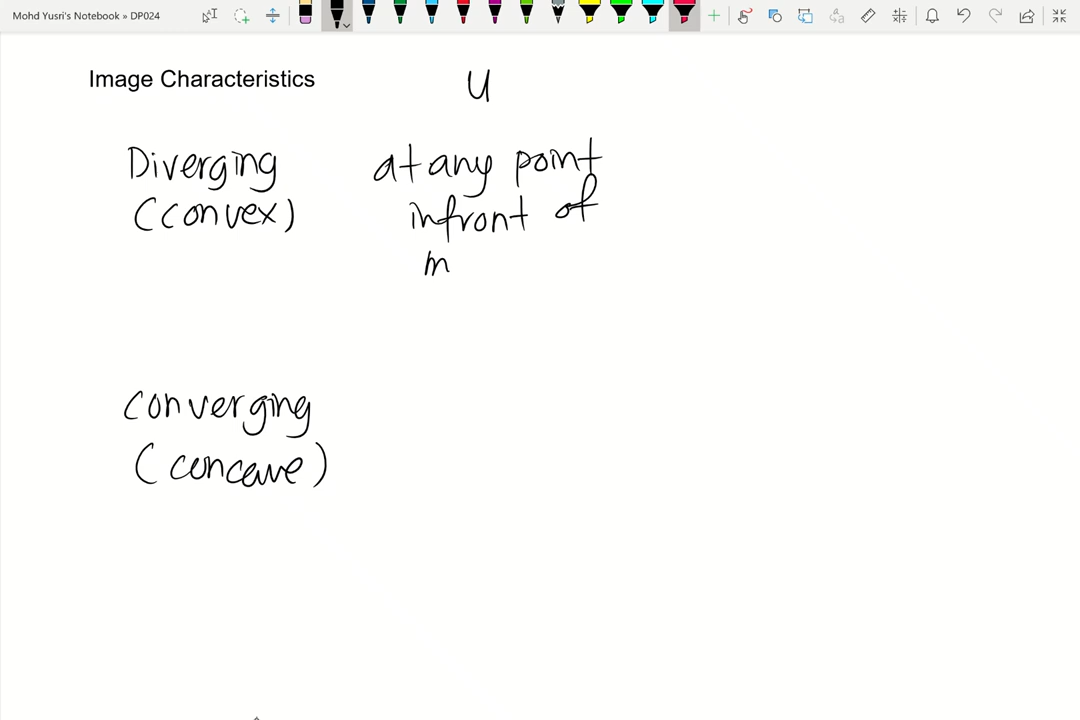 Mohd Yusri's Notebook » DP024
Image Characteristics
u
Diverging
(convex)
at any point
infront of
m
converging
(concave)